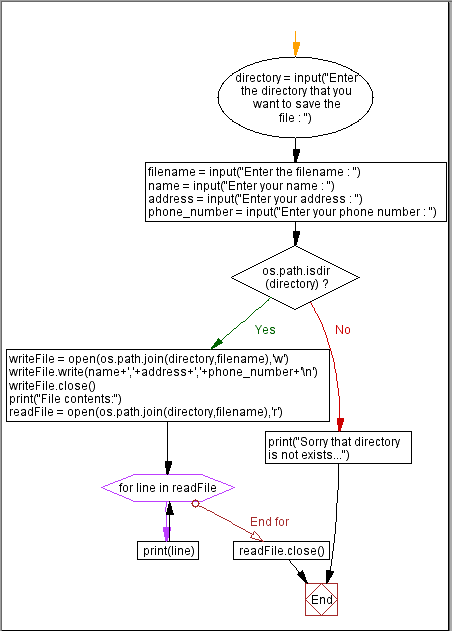 directory = input("Enter
the directory that you
want to save the
file : ")
filename = input("Enter the filename : ")
name = input("Enter your name : ")
address = input("Enter your address : ")
phone_number = input("Enter your phone number : ")
os.path.isdir
(directory) ?
Yes
No
writeFile = open(os.path.join(directory,filename),'w')
writeFile.write(name+','+address+','+phone_number+'\n')
writeFile.close()
print("File contents:")
readFile = open(os.path.join(directory,filename),'r')
print("Sorry that directory
is not exists...")
for line in readFile
End for
print(line)
readFile.close()
End